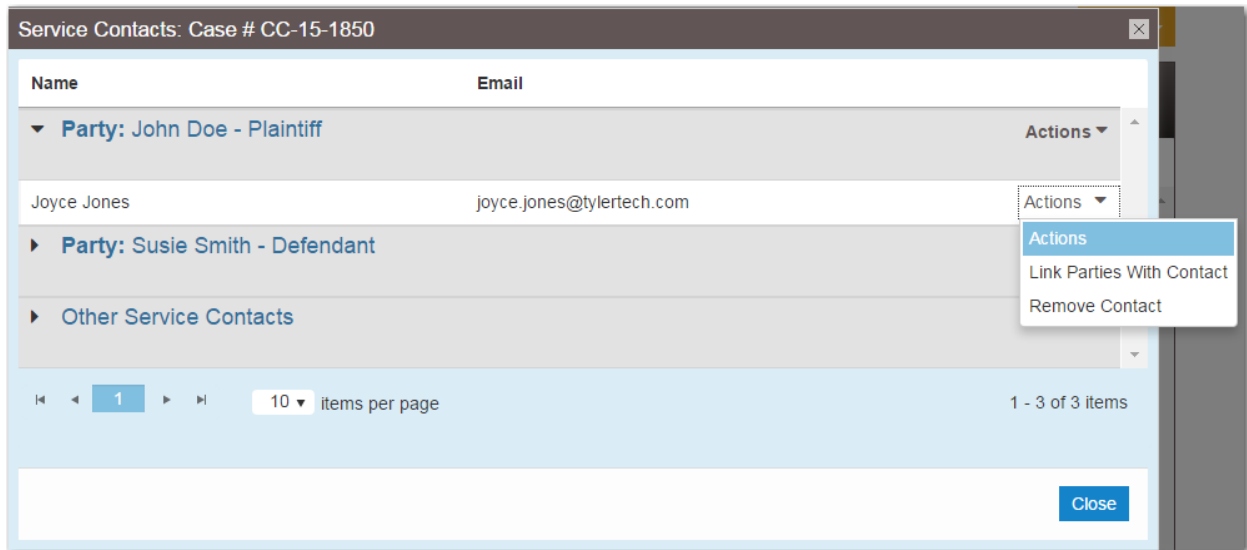 Service Contacts: Case # CC-15-1850
Name Email
Party: John Doe - Plaintiff Actions
Joyce Jones joyce.jones@tylertech.com Actions
Actions
Party: Susie Smith - Defendant
Link Parties With Contact
Remove Contact
Other Service Contacts
1 10 items per page 1 - 3 of 3 items
Close